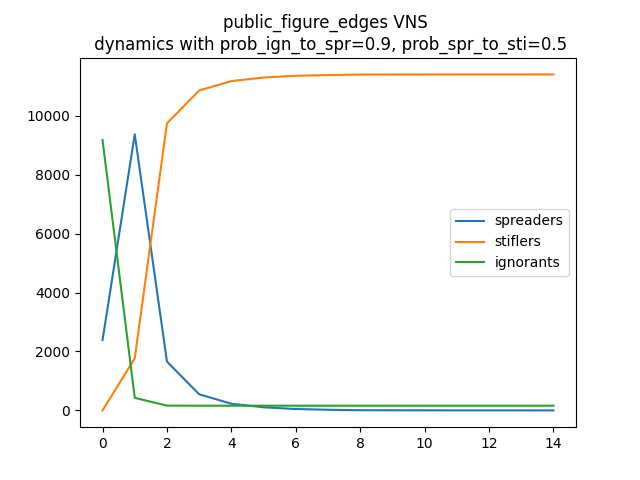 public_figure_edges VNS
dynamics with prob_ign_to_spr=0.9, prob_spr_to_sti=0.5
10000
8000
6000
4000
2000
0
spreaders
stiflers
ignorants
0 2 4 6 8 10 12 14